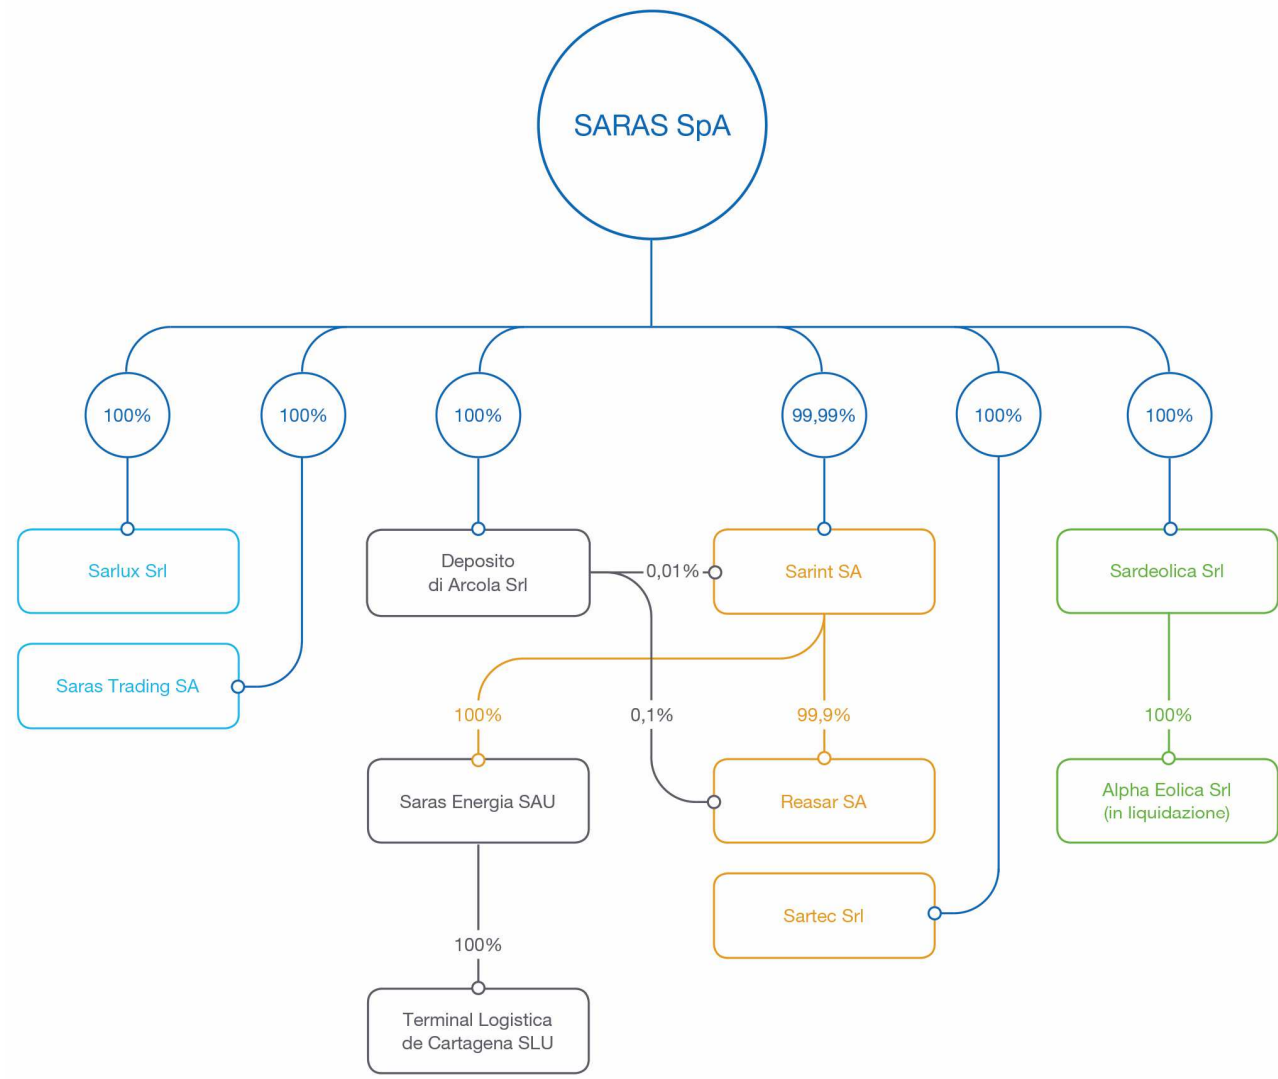 SARAS SpA
100%
100%
100%
99,99%
100%
100%
Sarlux Srl
Deposito
di Arcola Srl
0,01%
Sarint SA
Sardeolica Srl
Saras Trading SA
100%
0,1%
99,9%
100%
Saras Energia SAU
Reasar SA
Alpha Eolica Srl
(in liquidazione)
Sartec Srl
100%
Terminal Logistica
de Cartagena SLU